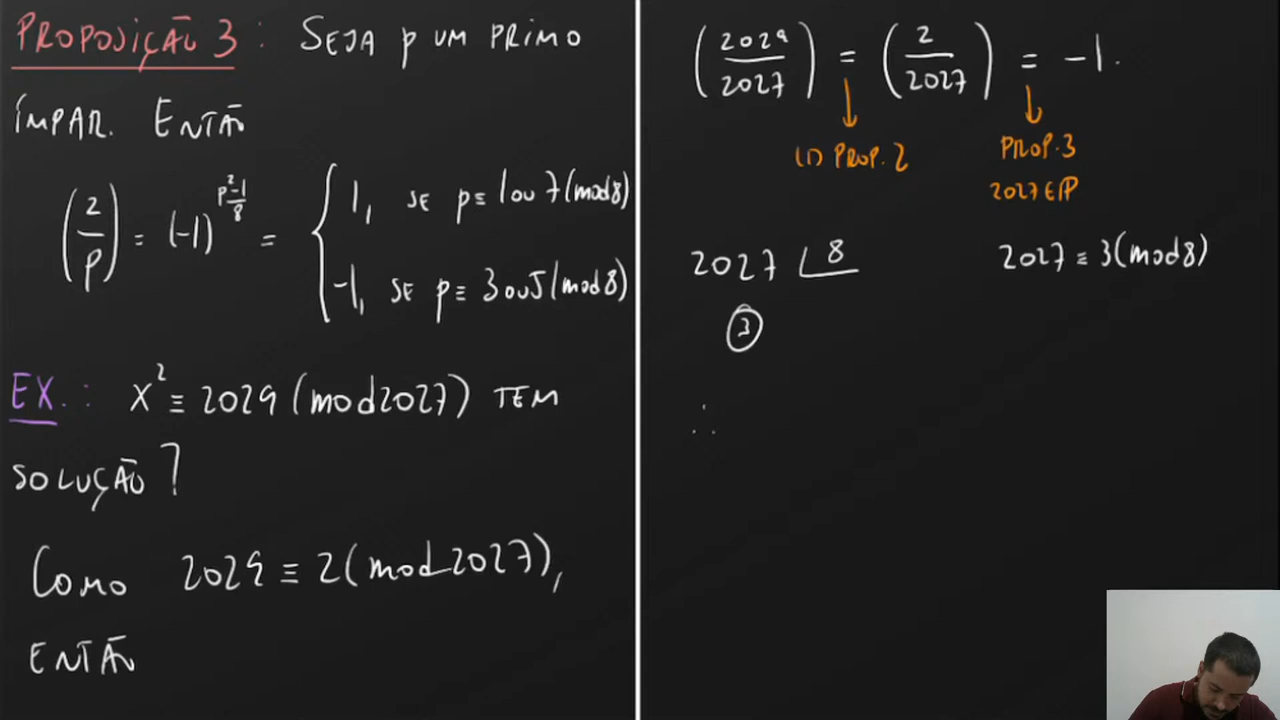 PROPOSIÇÃO 3: SEJA p UM PRIMO
ÍMPAR. ENTÃO
(2/p) = (-1)^((p²-1)/8) = { 1, SE p ≡ 1 ou 7 (mod 8)
-1, SE p ≡ 3 ou 5 (mod 8)
EX.: X² ≡ 2029 (mod 2027) TEM
SOLUÇÃO?
COMO 2029 ≡ 2 (mod 2027),
ENTÃO
(2029/2027) = (2/2027) = -1.
L) PROP. 2
PROP. 3
2027 ∈ P
2027 | 8
3
2027 ≡ 3 (mod 8)
∴